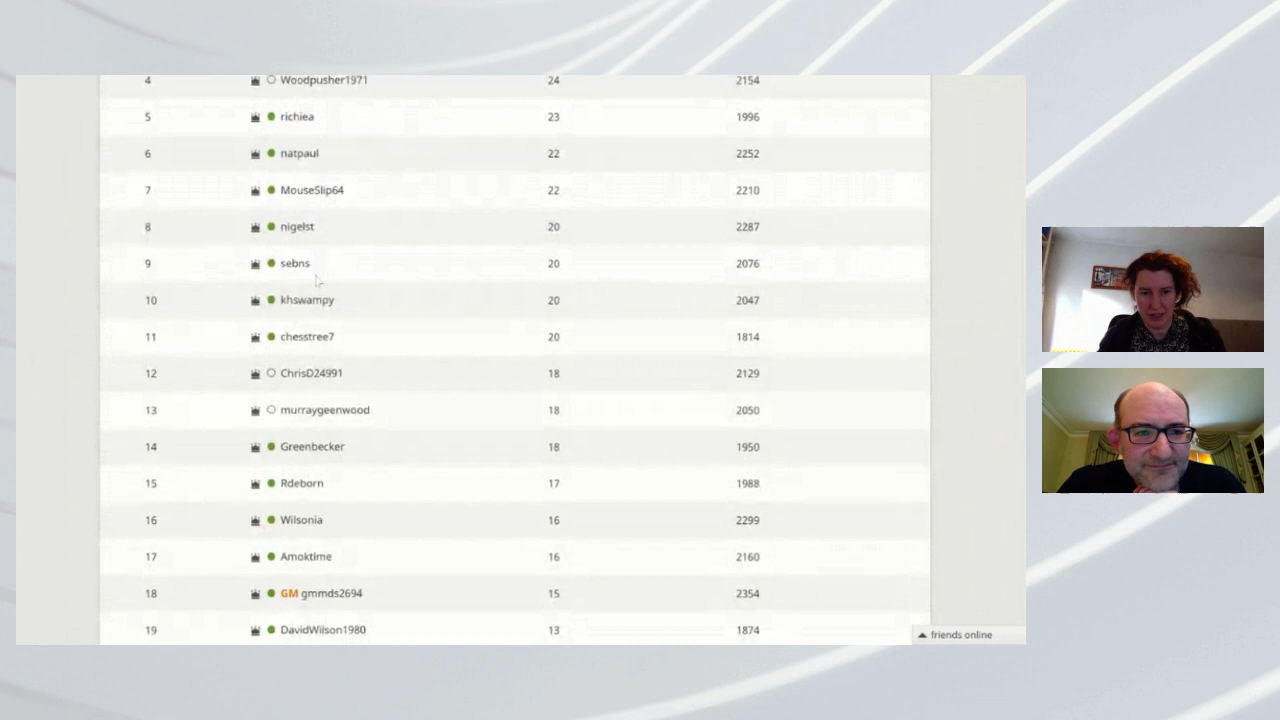 4 Woodpusher1971 24 2154
5 richiea 23 1996
6 natpaul 22 2252
7 MouseSlip64 22 2210
8 nigelst 20 2287
9 sebns 20 2076
10 khswampy 20 2047
11 chesstree7 20 1814
12 ChrisD24991 18 2129
13 murraygeenwood 18 2050
14 Greenbecker 18 1950
15 Rdeborn 17 1988
16 Wilsonia 16 2299
17 Amoktime 16 2160
18 GM gmmds2694 15 2354
19 DavidWilson1980 13 1874
friends online